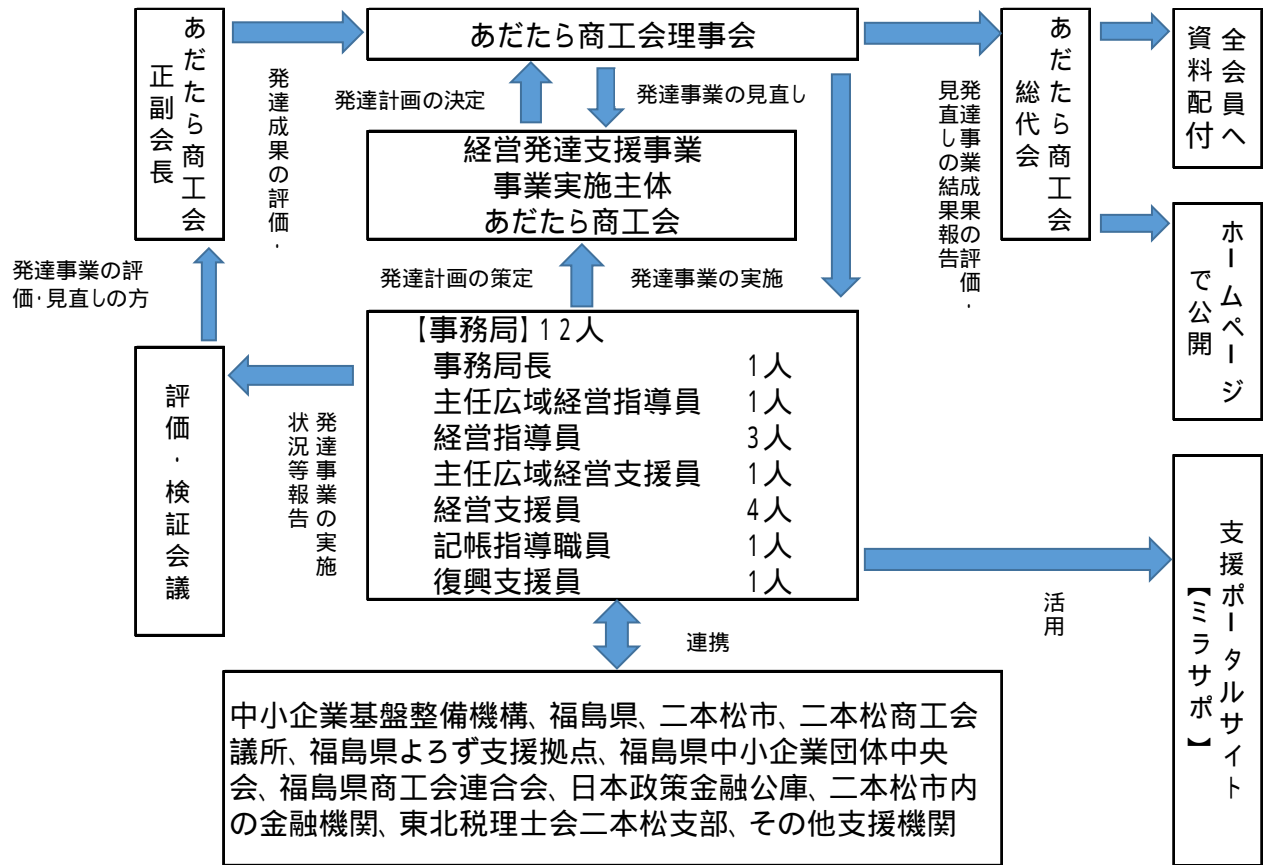 あだたら商工会
正副会長
発達成果の評価・
あだたら商工会理事会
発達計画の決定
発達事業の見直し
経営発達支援事業
事業実施主体
あだたら商工会
発達事業成果の評価・
見直しの結果報告
あだたら商工会
総代会
全会員へ
資料配付
ホームページ
で公開
発達事業の評
価・見直しの方
発達計画の策定
発達事業の実施
評価・検証会議
発達事業の実施
状況等報告
【事務局】12人
事務局長 1人
主任広域経営指導員 1人
経営指導員 3人
主任広域経営支援員 1人
経営支援員 4人
記帳指導職員 1人
復興支援員 1人
活用
支援ポータルサイト
【ミラサポ】
連携
中小企業基盤整備機構、福島県、二本松市、二本松商工会
議所、福島県よろず支援拠点、福島県中小企業団体中央
会、福島県商工会連合会、日本政策金融公庫、二本松市内
の金融機関、東北税理士会二本松支部、その他支援機関